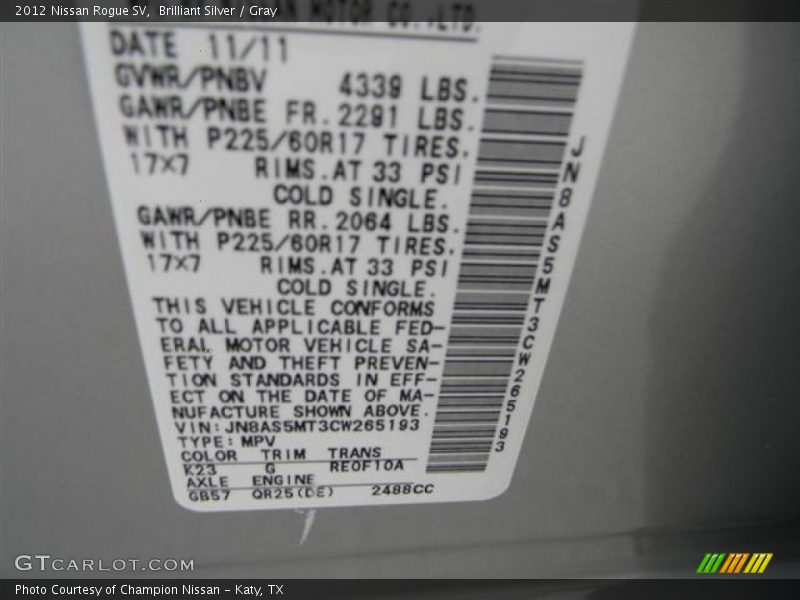 2012 Nissan Rogue SV, Brilliant Silver / Gray
MOTOR CO.,LTD.
DATE 11/11
GVWR/PNBV 4339 LBS.
GAWR/PNBE FR.2291 LBS.
WITH P225/60R17 TIRES.
17X7 RIMS.AT 33 PSI
COLD SINGLE.
GAWR/PNBE RR.2064 LBS.
WITH P225/60R17 TIRES.
17X7 RIMS.AT 33 PSI
COLD SINGLE.
THIS VEHICLE CONFORMS
TO ALL APPLICABLE FED-
ERAL MOTOR VEHICLE SA-
FETY AND THEFT PREVEN-
TION STANDARDS IN EFF-
ECT ON THE DATE OF MA-
NUFACTURE SHOWN ABOVE.
VIN:JN8AS5MT3CW265193
TYPE:MPV
COLOR TRIM TRANS
K23 G RE0F10A
AXLE ENGINE
GB57 QR25(DE) 2488CC
JN8AS5MT3CW265193
GTCARLOT.COM
Photo Courtesy of Champion Nissan - Katy, TX